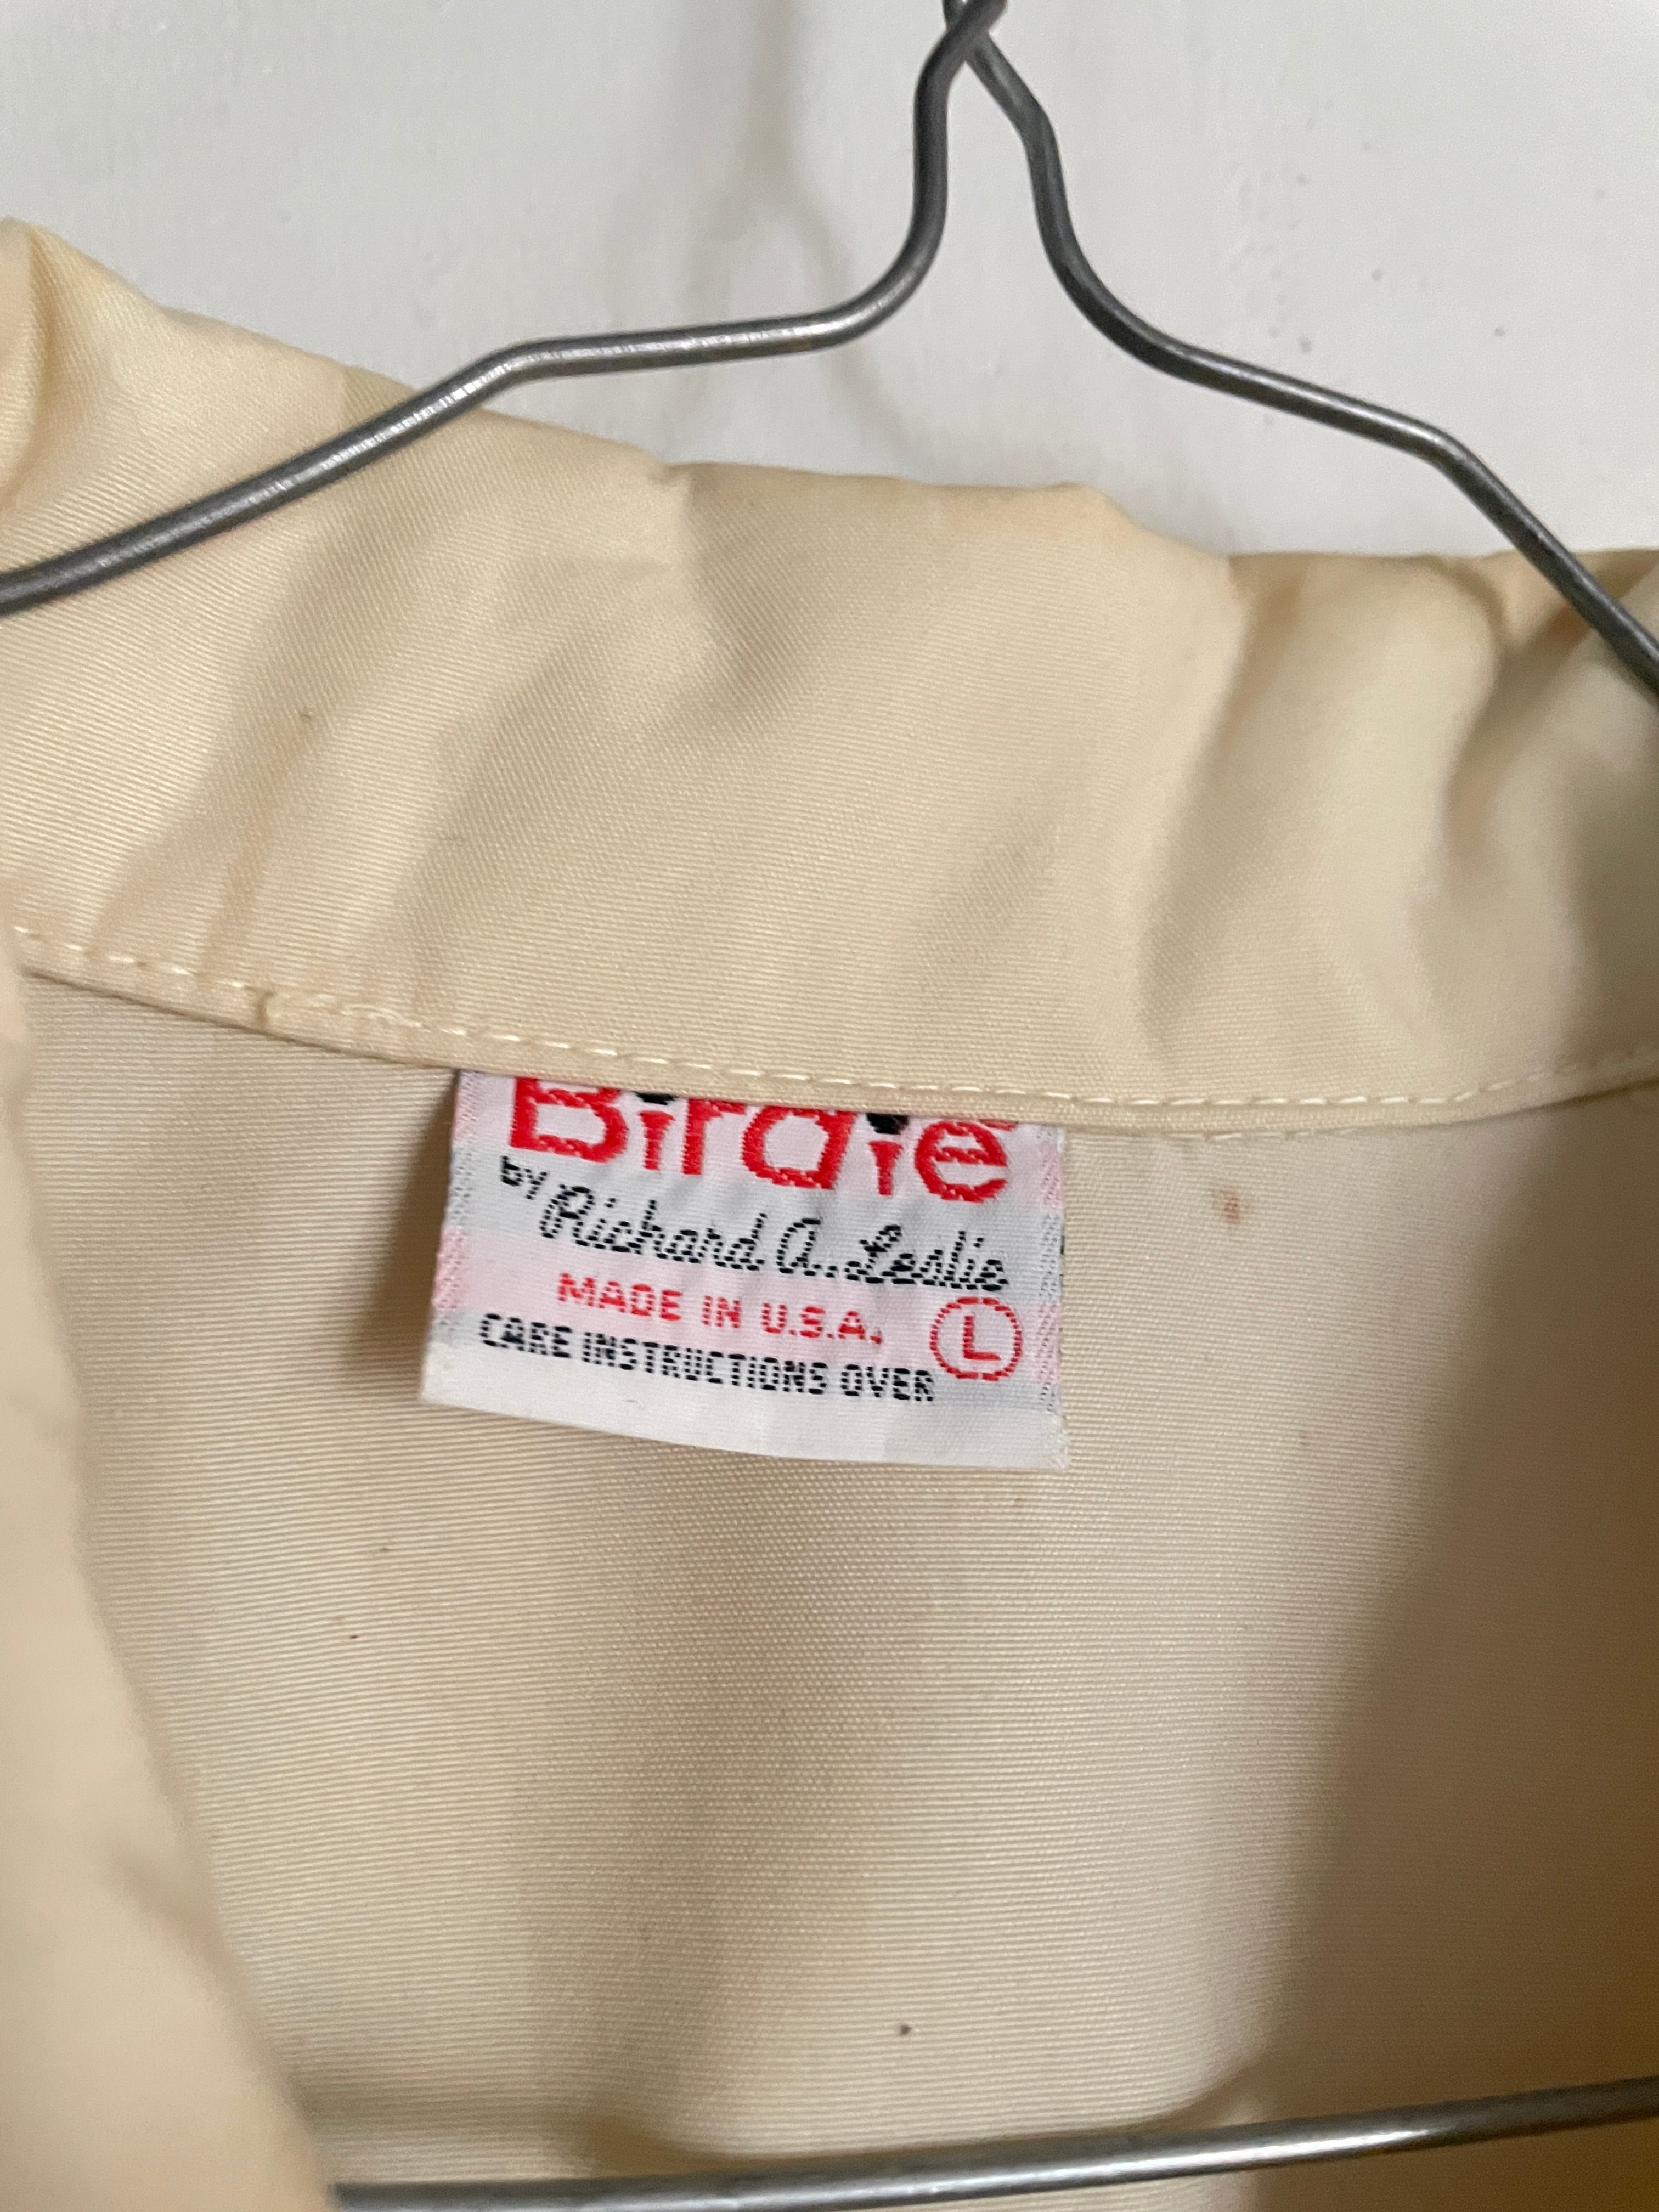 Birdie
by Richard A. Leslie
MADE IN U.S.A. L
CARE INSTRUCTIONS OVER